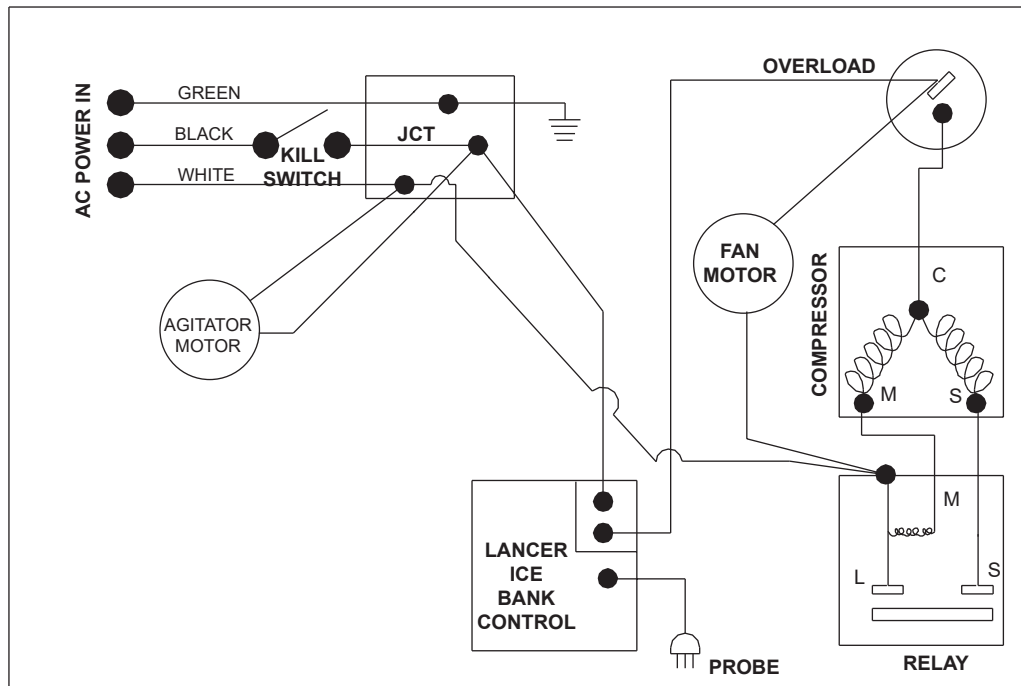 AC POWER IN
GREEN
BLACK
WHITE
KILL
SWITCH
JCT
AGITATOR
MOTOR
OVERLOAD
FAN
MOTOR
COMPRESSOR
C
M
S
LANCER
ICE
BANK
CONTROL
PROBE
M
L
S
RELAY